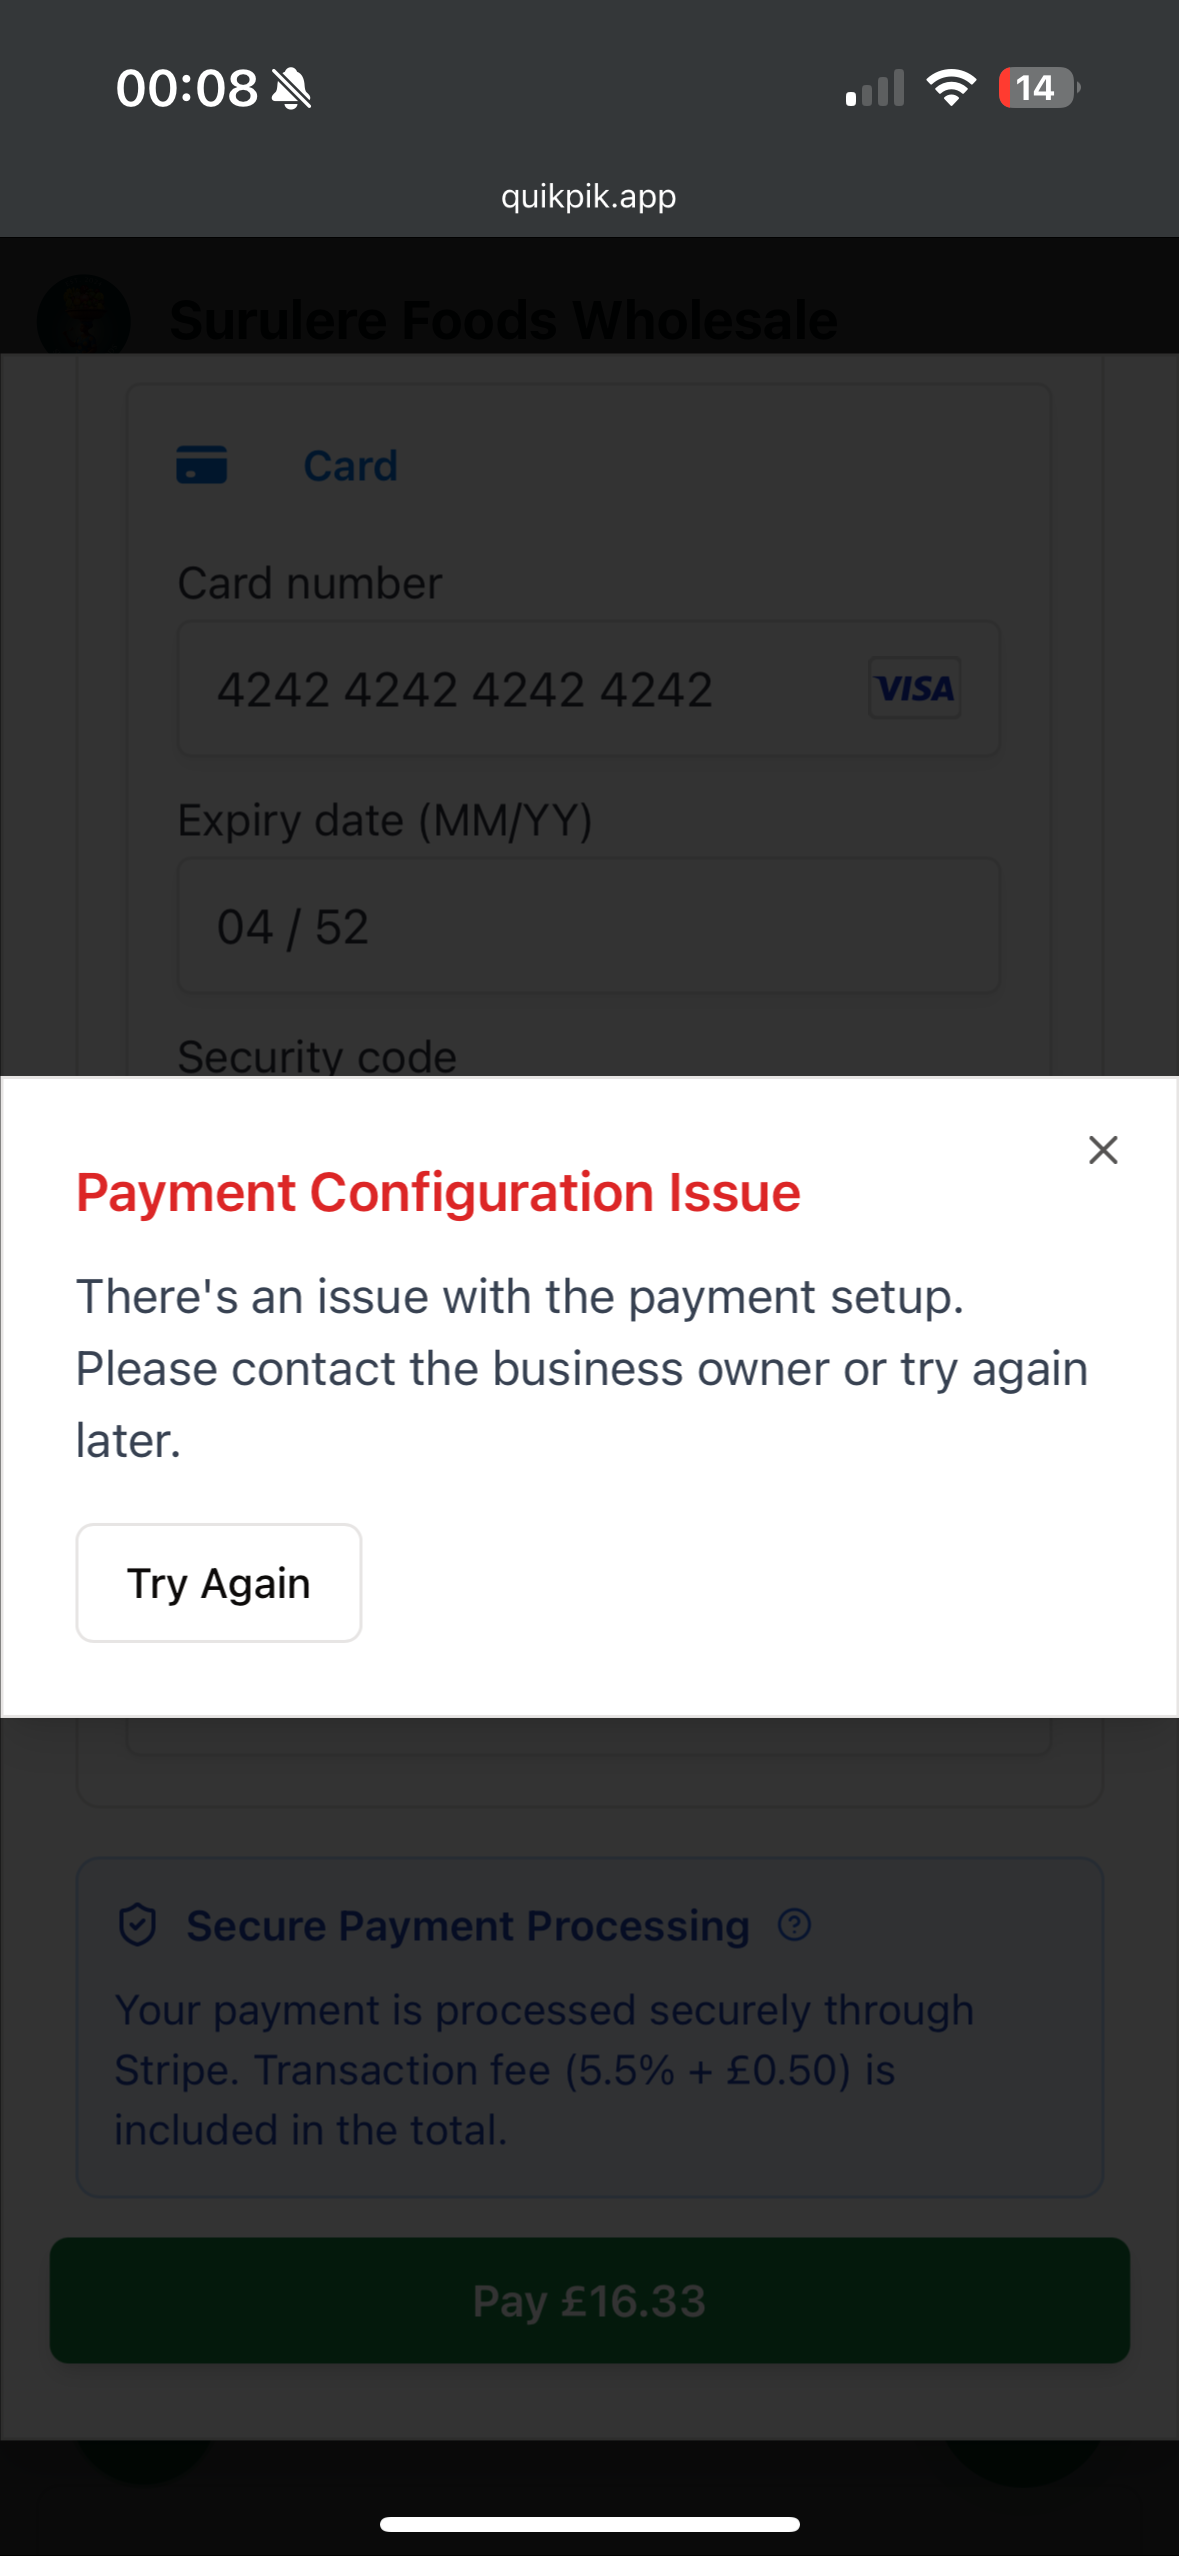 00:08
14
quikpik.app
Surulere Foods Wholesale
Card
Card number
4242 4242 4242 4242
VISA
Expiry date (MM/YY)
04 / 52
Security code
Payment Configuration Issue
There's an issue with the payment setup.
Please contact the business owner or try again
later.
Try Again
Secure Payment Processing
Your payment is processed securely through
Stripe. Transaction fee (5.5% + £0.50) is
included in the total.
Pay £16.33